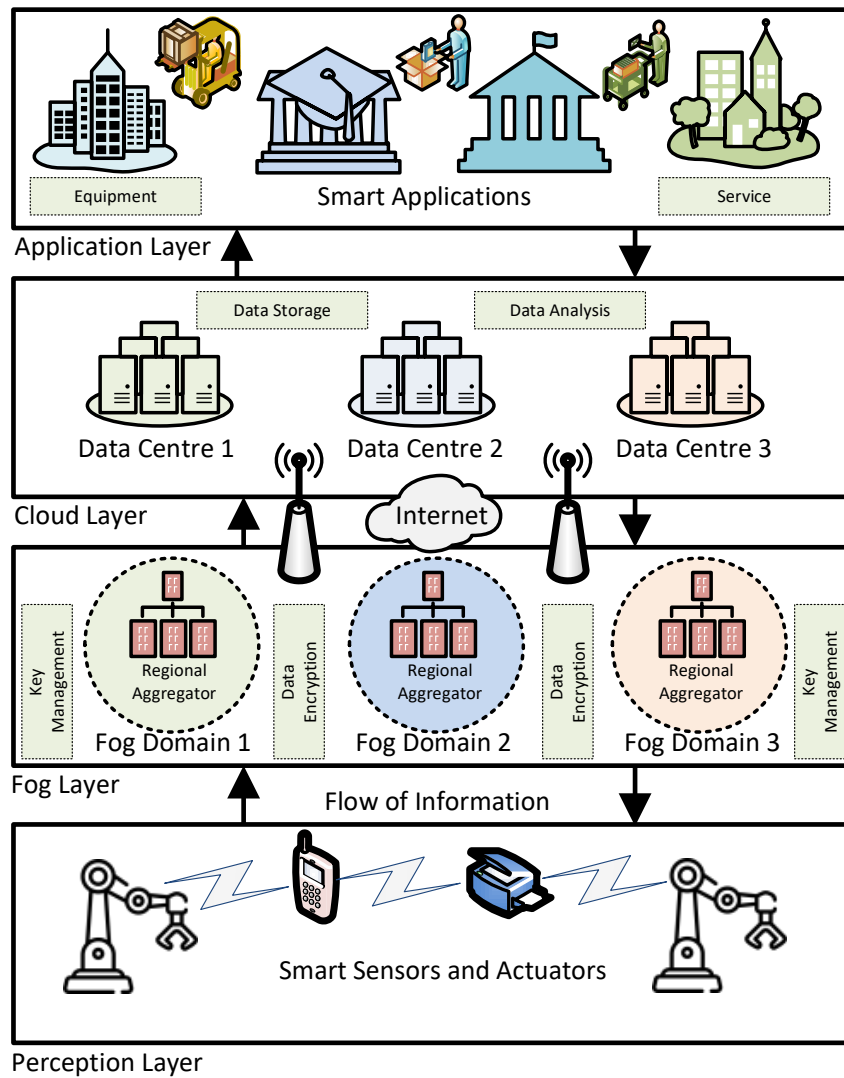 Equipment
Smart Applications
Service
Application Layer
Data Storage
Data Analysis
Data Centre 1
Data Centre 2
Data Centre 3
Cloud Layer
Internet
Key
Management
Regional
Aggregator
Fog Domain 1
Data
Encryption
Regional
Aggregator
Fog Domain 2
Data
Encryption
Regional
Aggregator
Fog Domain 3
Key
Management
Fog Layer
Flow of Information
Smart Sensors and Actuators
Perception Layer